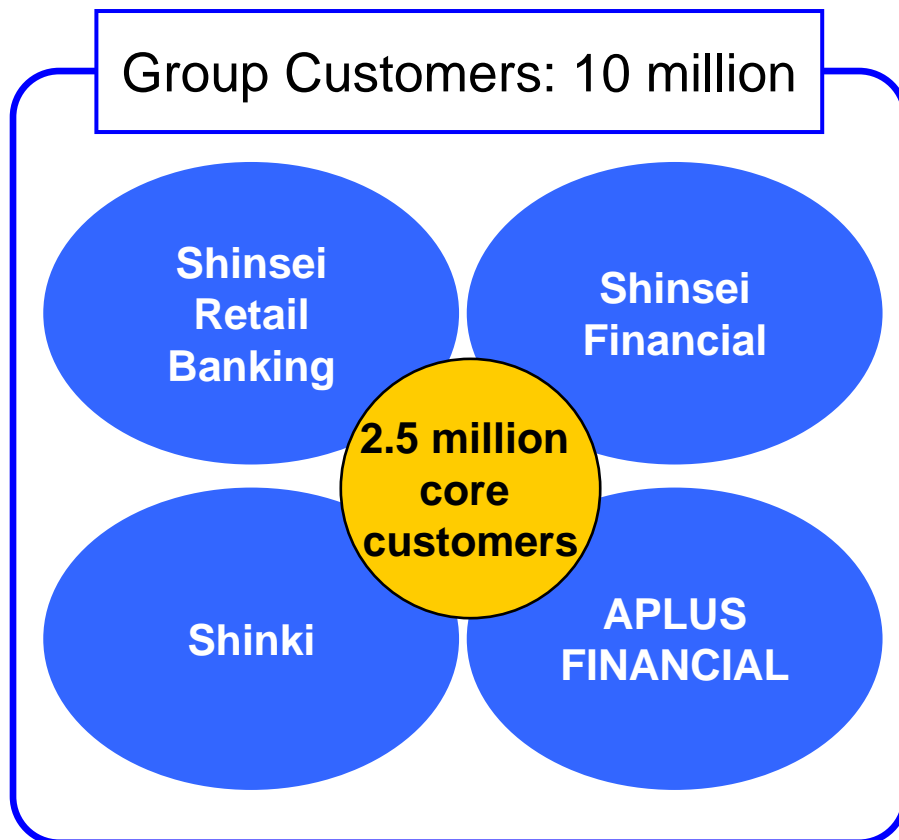 Group Customers: 10 million
Shinsei
Retail
Banking
Shinsei
Financial
2.5 million
core
customers
Shinki
APLUS
FINANCIAL